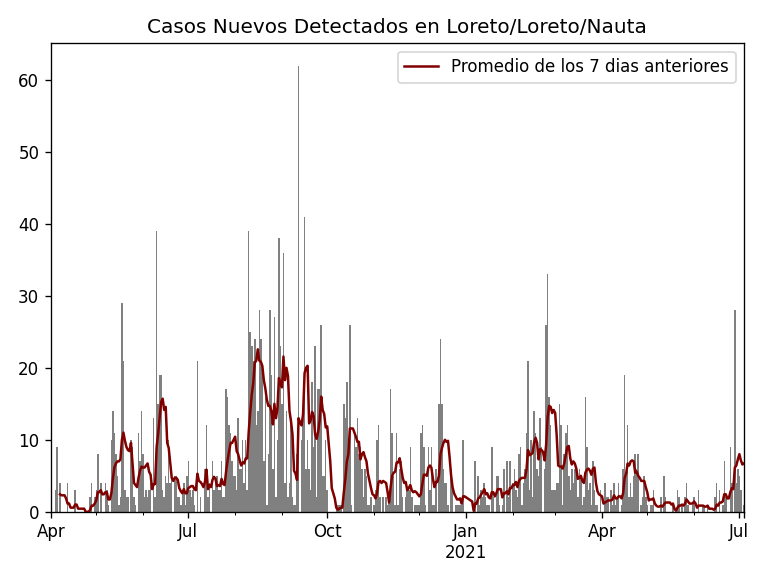 Casos Nuevos Detectados en Loreto/Loreto/Nauta
Promedio de los 7 dias anteriores
60
50
40
30
20
10
0
Apr Jul Oct Jan Apr Jul
2021